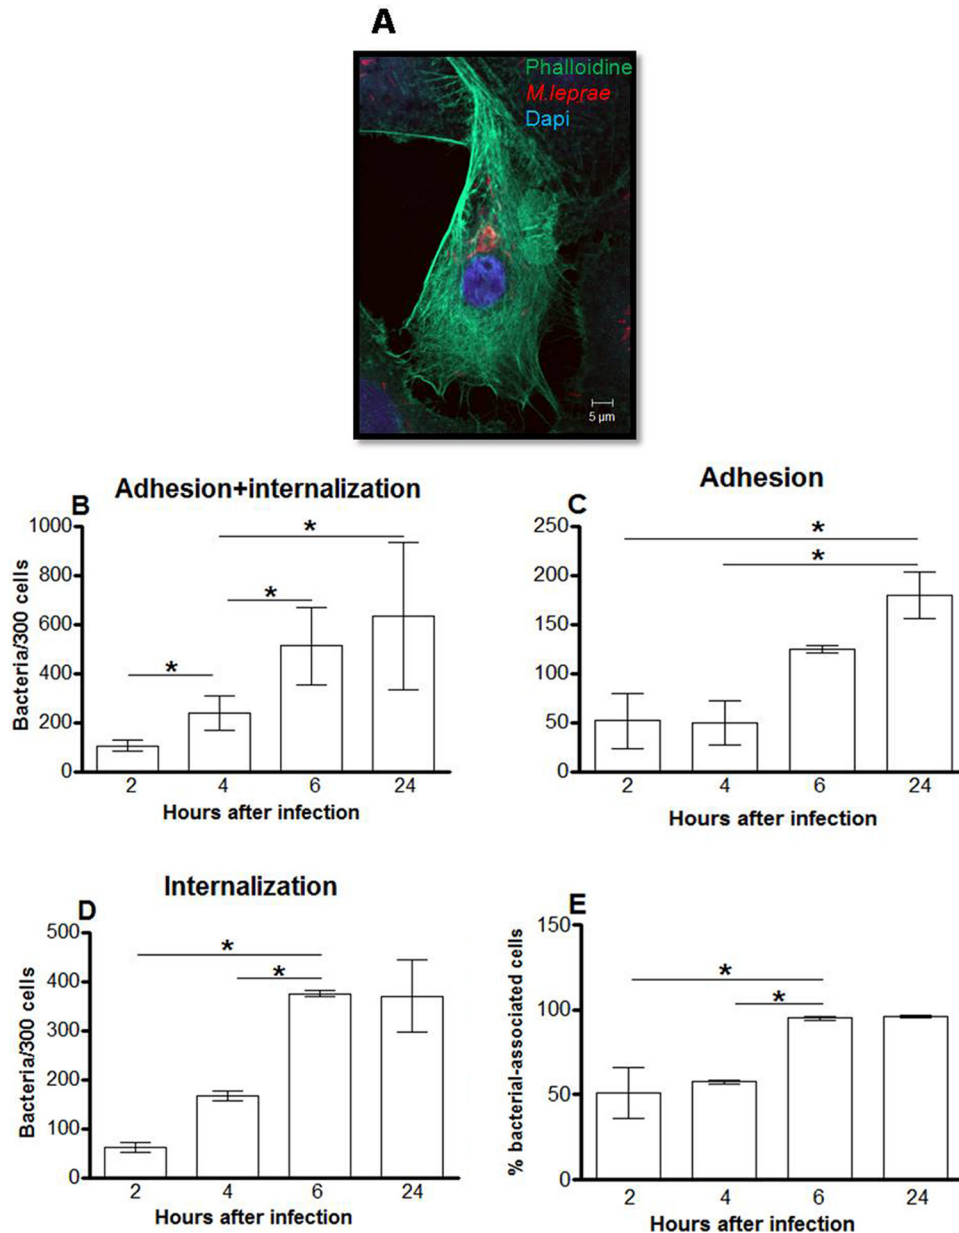 A
Phalloidine
M.leprae
Dapi
5 µm
B
Adhesion+internalization
Bacteria/300 cells
1000
800
600
400
200
0
*
*
*
2 4 6 24
Hours after infection
C
Adhesion
250
200
150
100
50
0
*
*
2 4 6 24
Hours after infection
D
Internalization
Bacteria/300 cells
500
400
300
200
100
0
*
*
2 4 6 24
Hours after infection
E
% bacterial-associated cells
150
100
50
0
*
*
2 4 6 24
Hours after infection